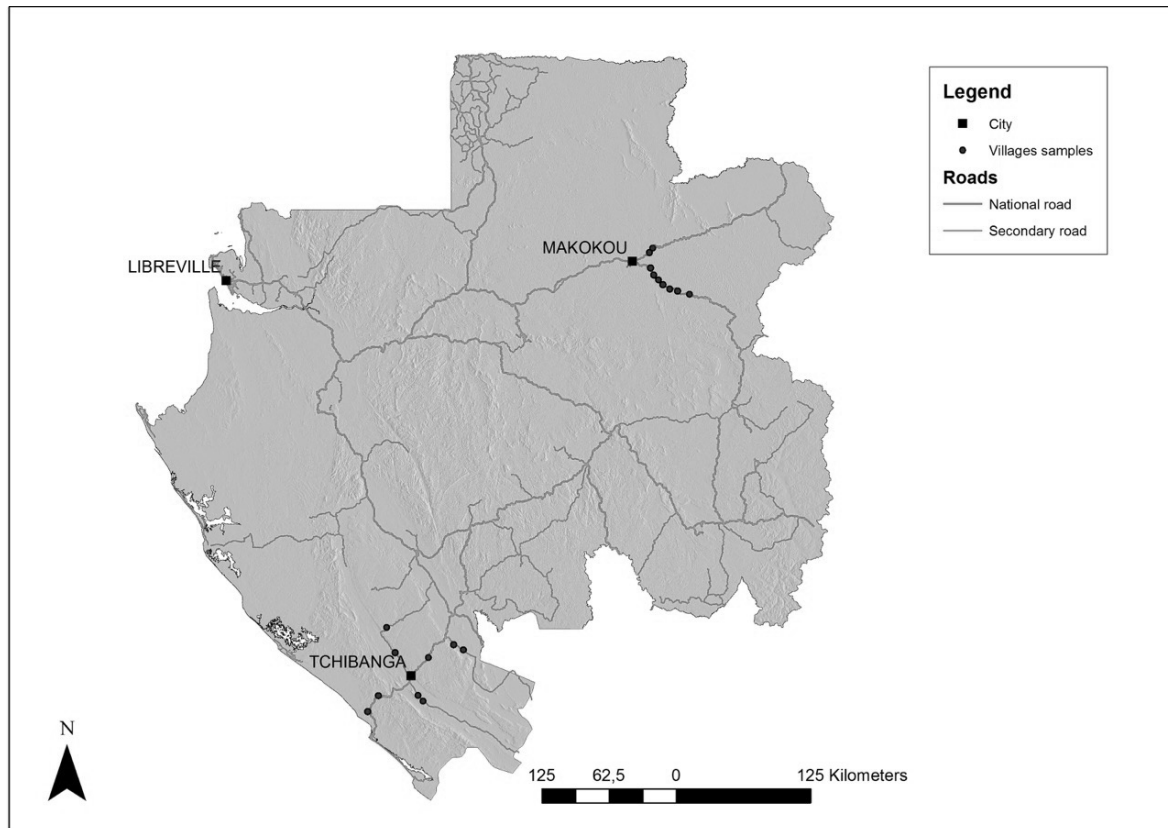 Legend
City
Villages samples
Roads
National road
Secondary road
MAKOKOU
LIBREVILLE
TCHIBANGA
N
125 62,5 0 125 Kilometers